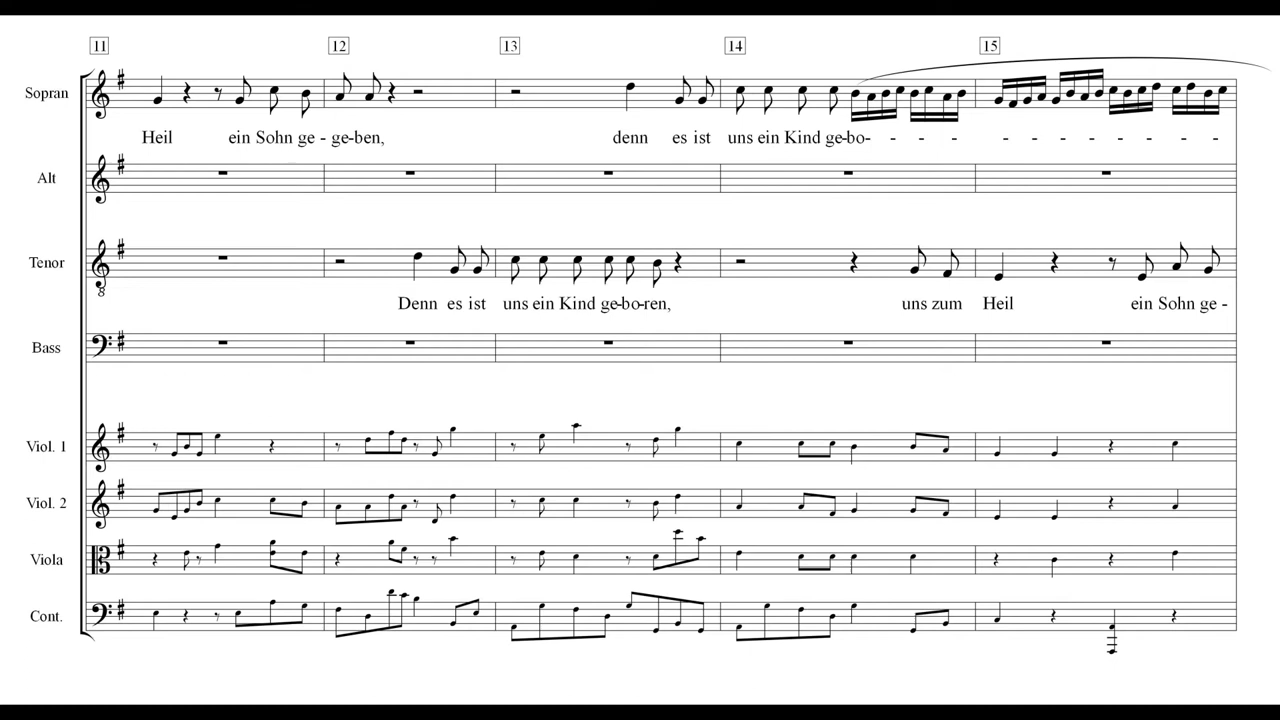 11 12 13 14 15
Sopran
Heil ein Sohn ge - ge-ben, denn es ist uns ein Kind ge-bo- - - - - - - - - - - -
Alt
Tenor
8
Denn es ist uns ein Kind ge-bo-ren, uns zum Heil ein Sohn ge -
Bass
Viol. 1
Viol. 2
Viola
Cont.